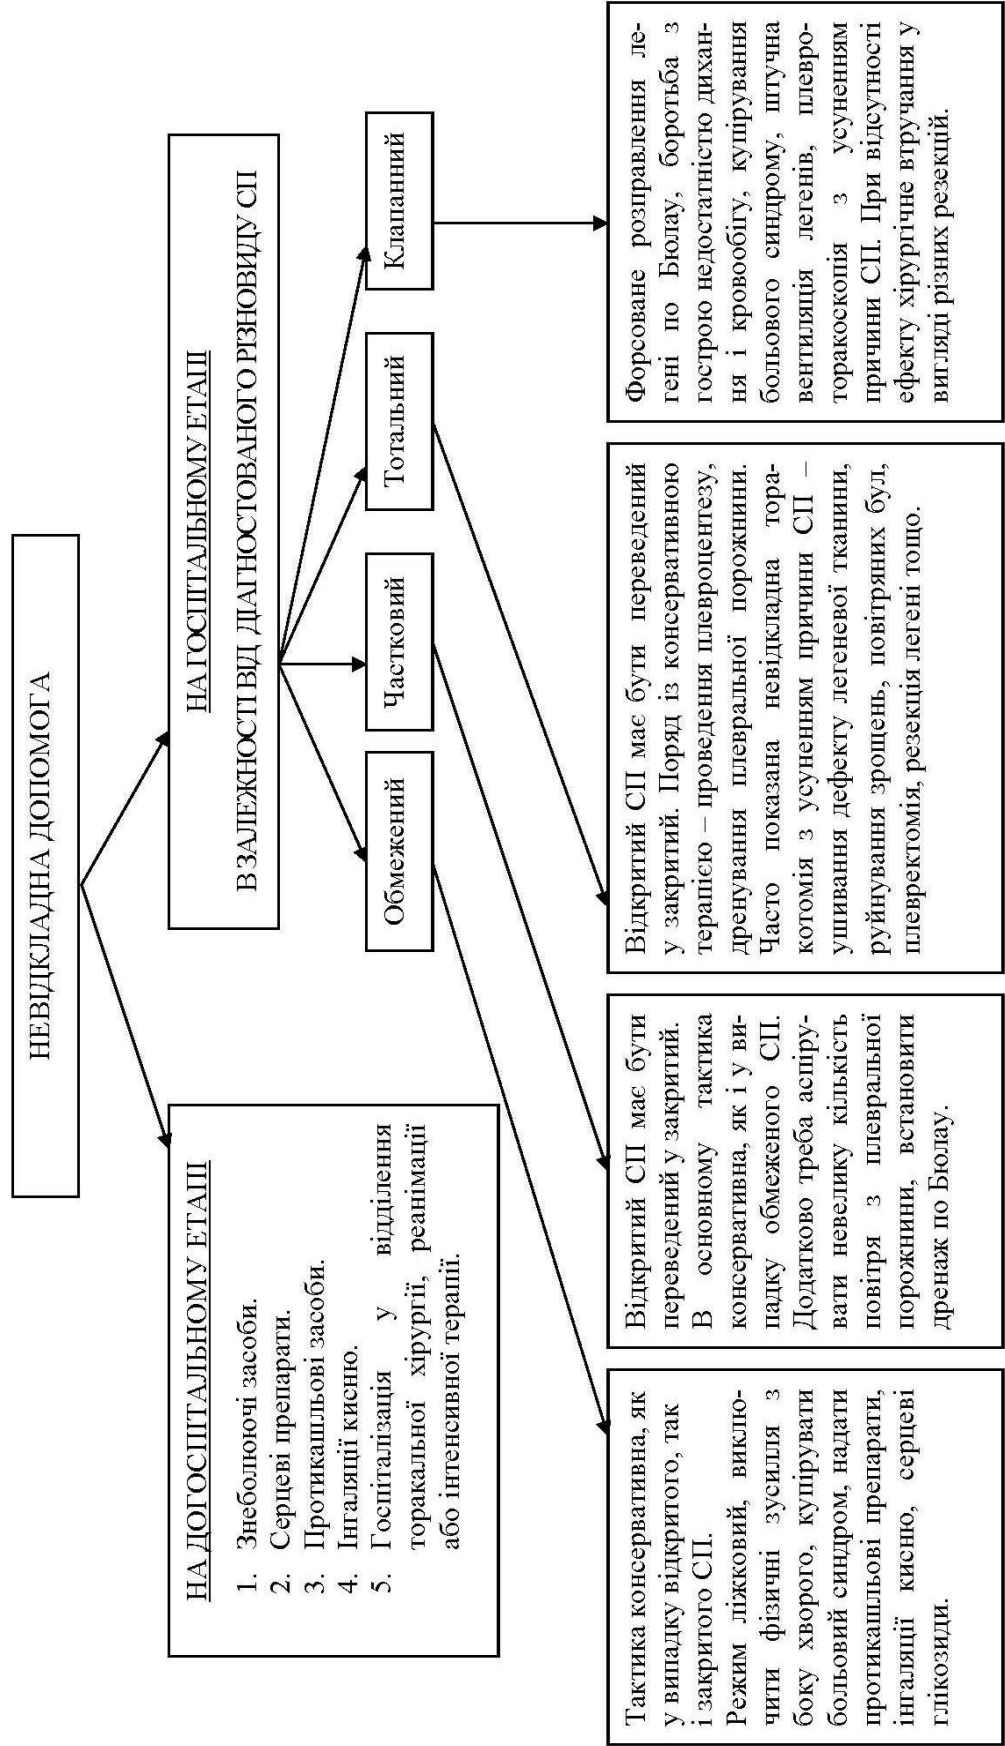 НЕВІДКЛАДНА ДОПОМОГА
НА ДОГОСПІТАЛЬНОМУ ЕТАПІ
1. Знеболюючі засоби.
2. Серцеві препарати.
3. Протикашльові засоби.
4. Інгаляції кисню.
5. Госпіталізація у відділення
торакальної хірургії, реанімації
або інтенсивної терапії.
НА ГОСПІТАЛЬНОМУ ЕТАПІ
В ЗАЛЕЖНОСТІ ВІД ДІАГНОСТОВАНОГО РІЗНОВИДУ СП
Обмежений
Частковий
Тотальний
Клапанний
Тактика консервативна, як
у випадку відкритого, так
і закритого СП.
Режим ліжковий, виклю-
чити фізичні зусилля з
боку хворого, купірувати
больовий синдром, надати
протикашльові препарати,
інгаляції кисню, серцеві
глікозиди.
Відкритий СП має бути
переведений у закритий.
В основному тактика
консервативна, як і у ви-
падку обмеженого СП.
Додатково треба аспіру-
вати невелику кількість
повітря з плевральної
порожнини, встановити
дренаж по Бюлау.
Відкритий СП має бути переведений
у закритий. Поряд із консервативною
терапією – проведення плевроцентезу,
дренування плевральної порожнини.
Часто показана невідкладна тора-
котомія з усуненням причини СП –
ушивання дефекту легеневої тканини,
руйнування зрощень, повітряних бул,
плевректомія, резекція легені тощо.
Форсоване розправлення ле-
гені по Бюлау, боротьба з
гострою недостатністю дихан-
ня і кровообігу, купірування
больового синдрому, штучна
вентиляція легенів, плевро-
торакоскопія з усуненням
причини СП. При відсутності
ефекту хірургічне втручання у
вигляді різних резекцій.